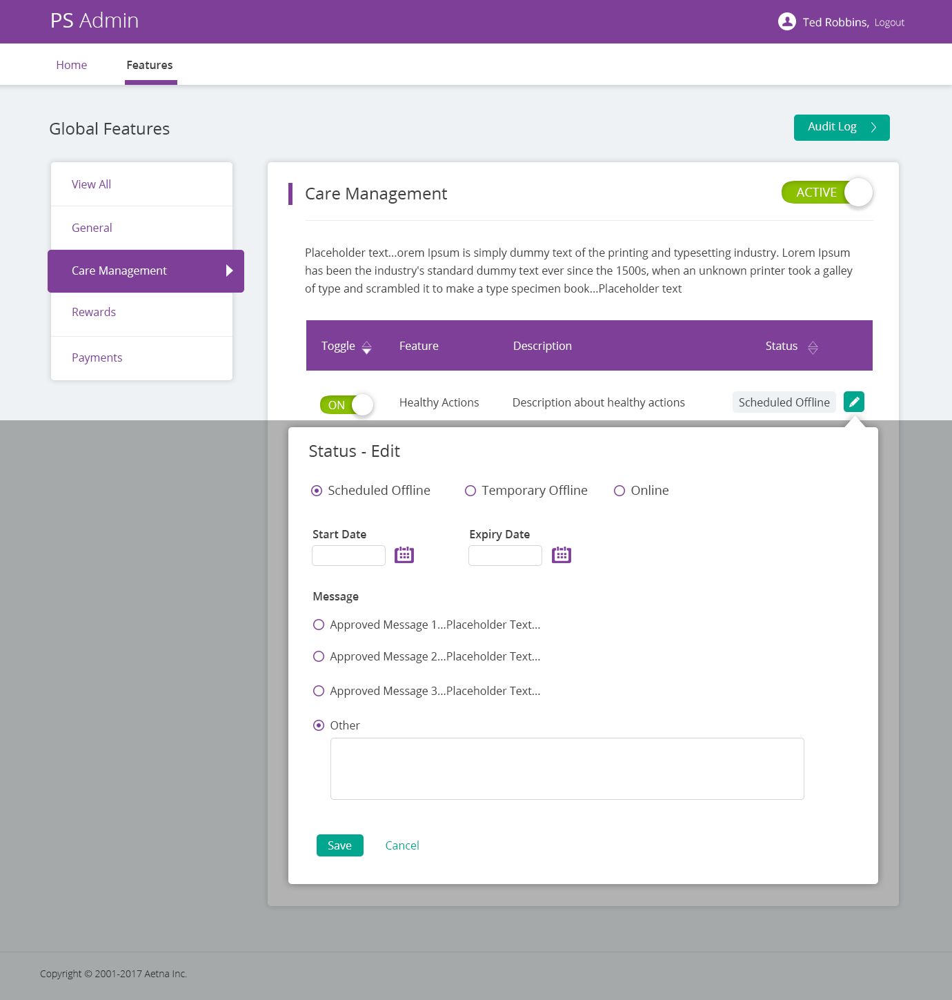 PS Admin
Ted Robbins, Logout
Home
Features
Global Features
Audit Log
View All
General
Care Management
Rewards
Payments
Care Management
ACTIVE
Placeholder text...orem Ipsum is simply dummy text of the printing and typesetting industry. Lorem Ipsum
has been the industry's standard dummy text ever since the 1500s, when an unknown printer took a galley
of type and scrambled it to make a type specimen book...Placeholder text
Toggle Feature Description Status
ON Healthy Actions Description about healthy actions Scheduled Offline
Status - Edit
Scheduled Offline Temporary Offline Online
Start Date Expiry Date
Message
Approved Message 1...Placeholder Text...
Approved Message 2...Placeholder Text...
Approved Message 3...Placeholder Text...
Other
Save Cancel
Copyright © 2001-2017 Aetna Inc.